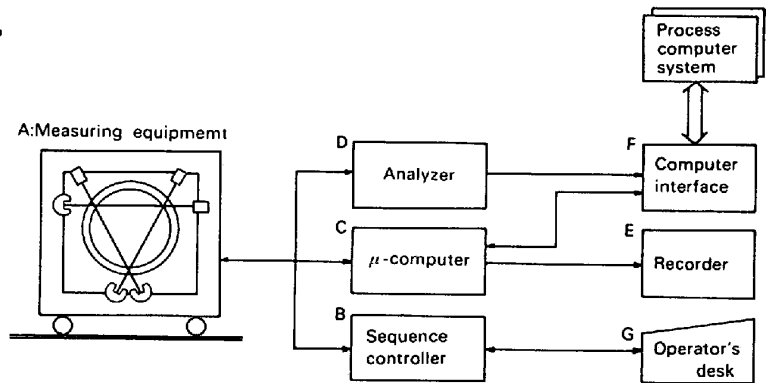 Process
computer
system
A:Measuring equipmemt
D
Analyzer
F
Computer
interface
C
μ-computer
E
Recorder
B
Sequence
controller
G
Operator's
desk